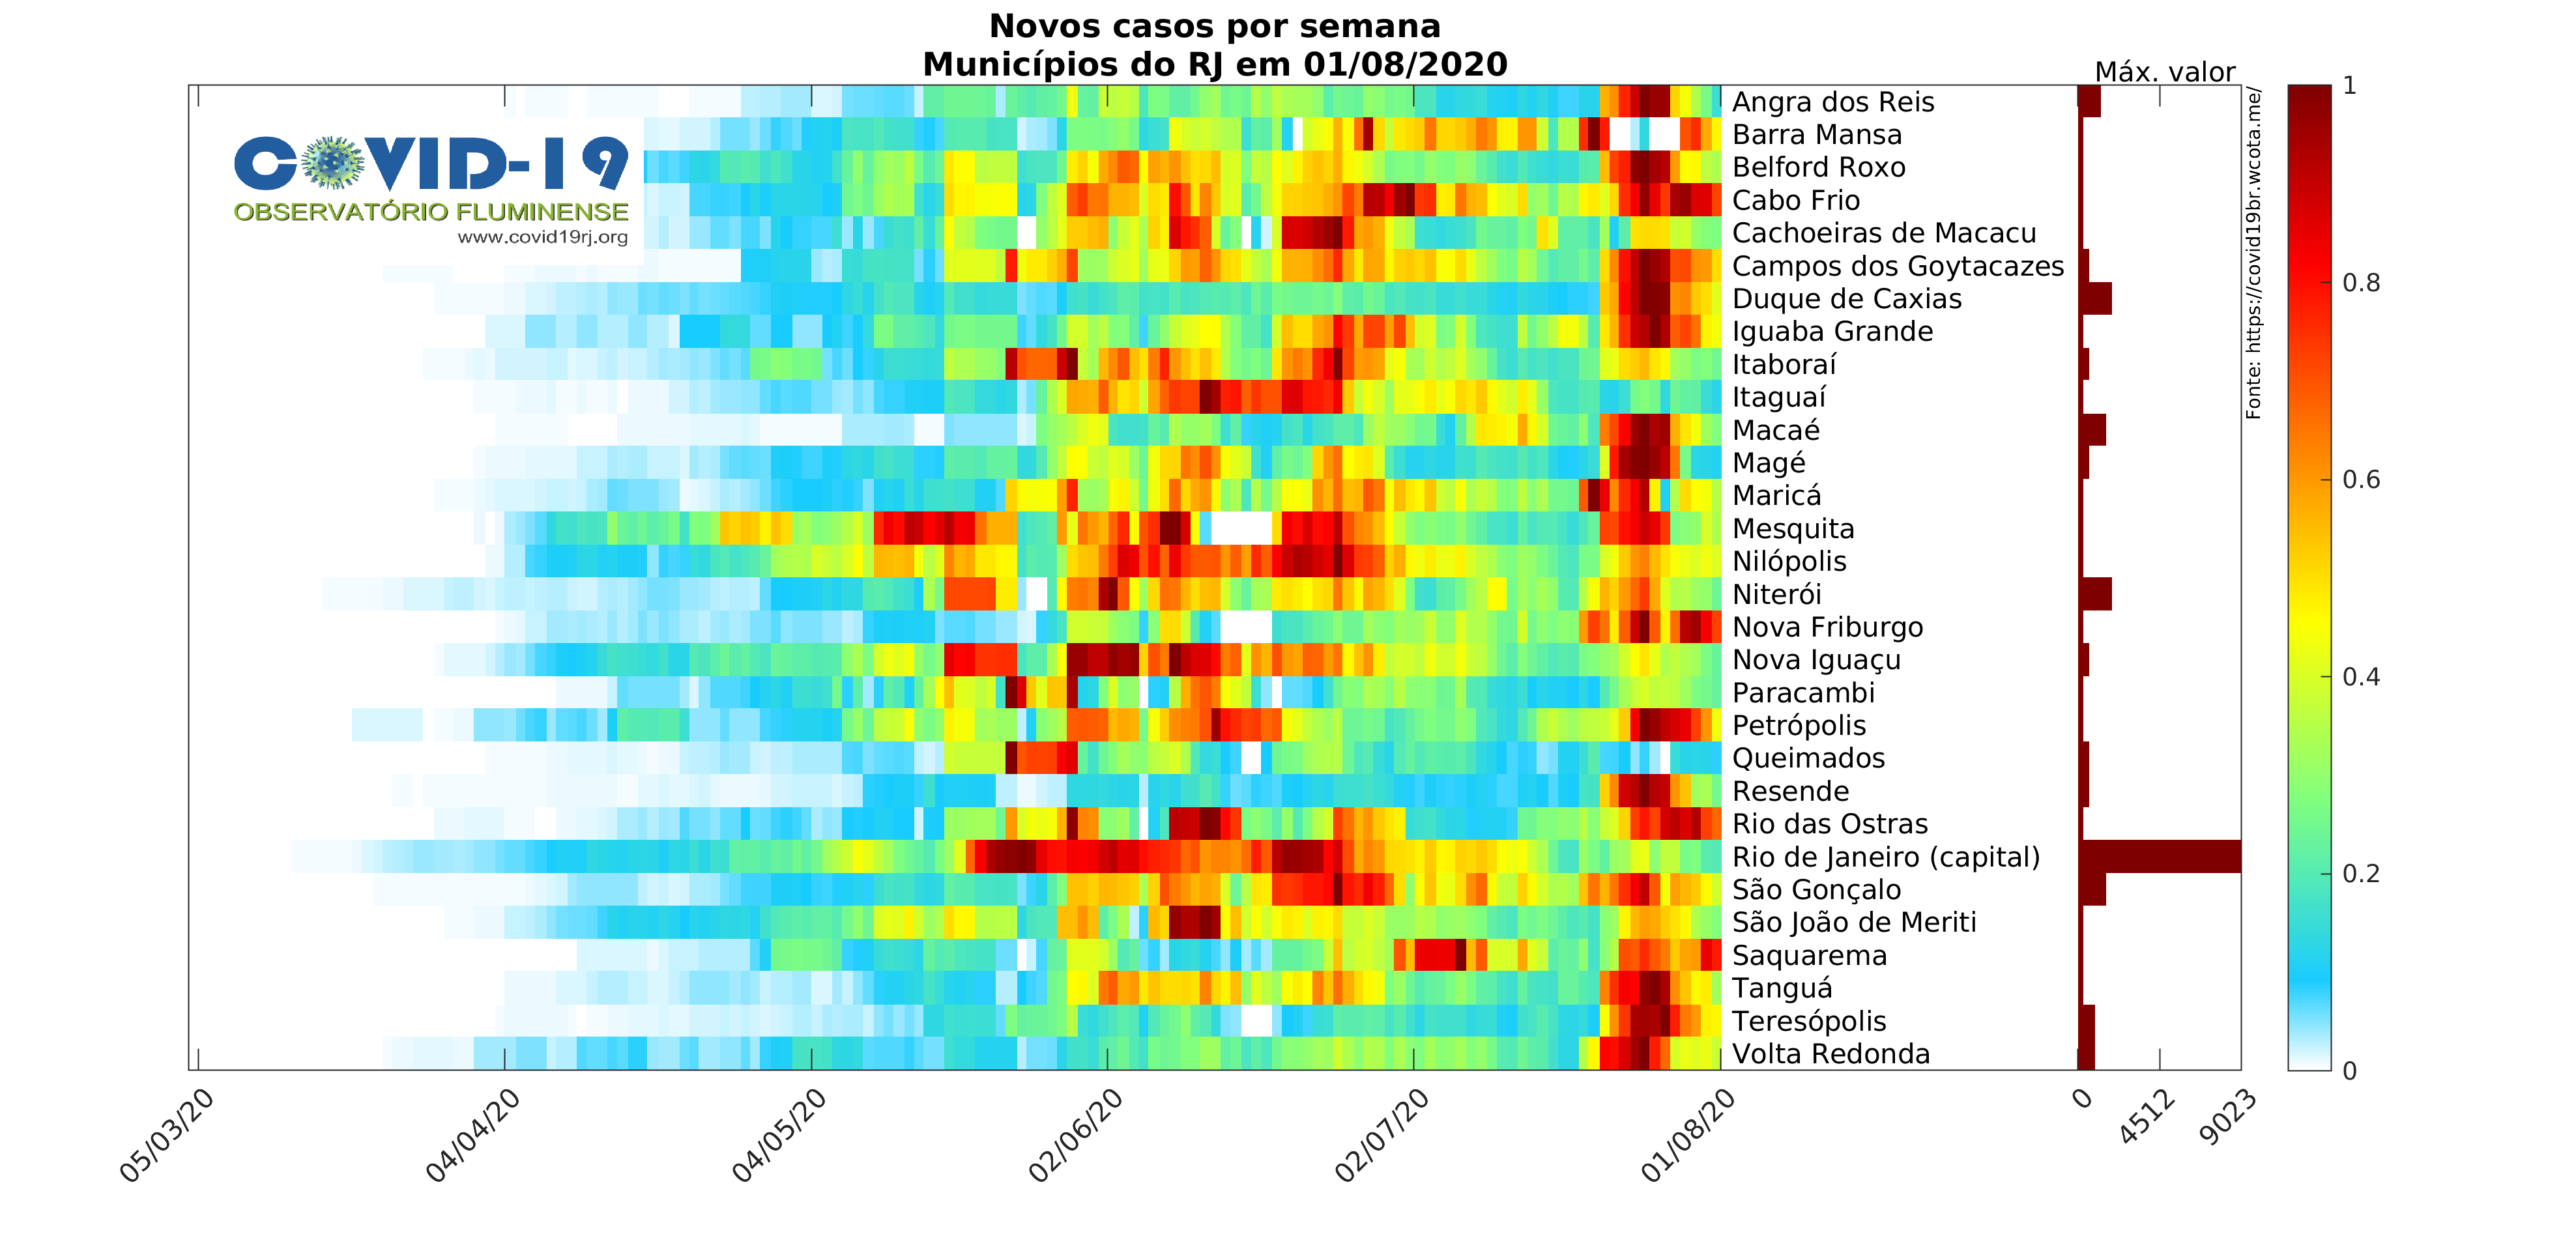 Novos casos por semana
Municípios do RJ em 01/08/2020
Máx. valor
COVID-19
OBSERVATÓRIO FLUMINENSE
www.covid19rj.org
Angra dos Reis
Barra Mansa
Belford Roxo
Cabo Frio
Cachoeiras de Macacu
Campos dos Goytacazes
Duque de Caxias
Iguaba Grande
Itaboraí
Itaguaí
Macaé
Magé
Maricá
Mesquita
Nilópolis
Niterói
Nova Friburgo
Nova Iguaçu
Paracambi
Petrópolis
Queimados
Resende
Rio das Ostras
Rio de Janeiro (capital)
São Gonçalo
São João de Meriti
Saquarema
Tanguá
Teresópolis
Volta Redonda
Fonte: https://covid19br.wcota.me/
1
0.8
0.6
0.4
0.2
0
05/03/20
04/04/20
04/05/20
02/06/20
02/07/20
01/08/20
0
4512
9023